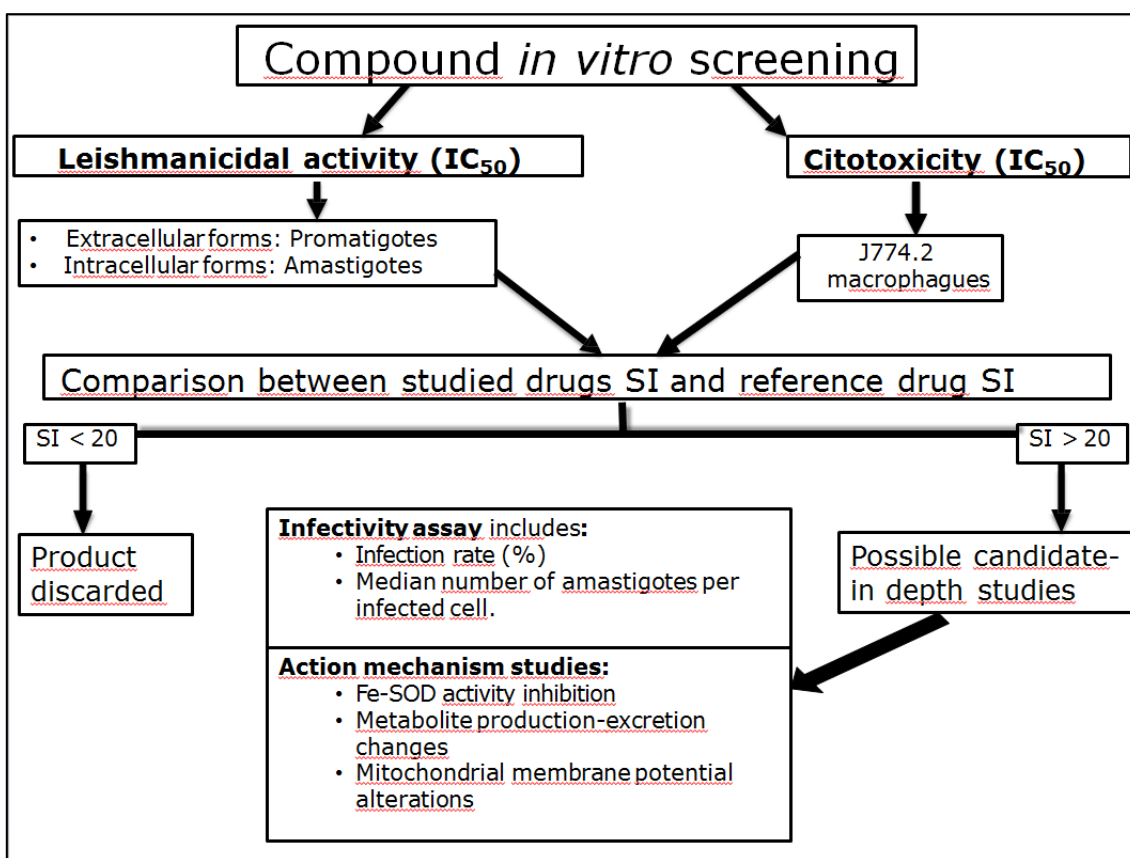 Compound in vitro screening
Leishmanicidal activity (IC50)
Citotoxicity (IC50)
• Extracellular forms: Promatigotes
• Intracellular forms: Amastigotes
J774.2
macrophagues
Comparison between studied drugs SI and reference drug SI
SI < 20
SI > 20
Product
discarded
Infectivity assay includes:
• Infection rate (%)
• Median number of amastigotes per
infected cell.
Possible candidate-
in depth studies
Action mechanism studies:
• Fe-SOD activity inhibition
• Metabolite production-excretion
changes
• Mitochondrial membrane potential
alterations